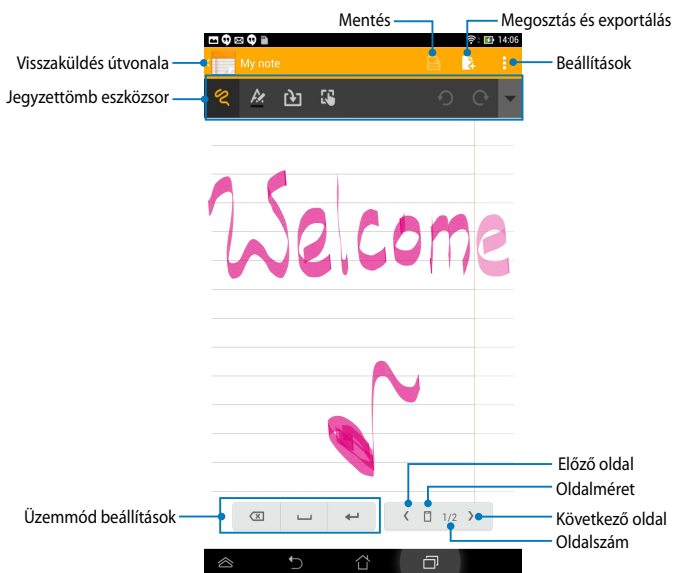 Mentés
Megosztás és exportálás
14:06
Visszaküldés útvonala
My note
Beállítások
Jegyzettömb eszközsor
Welcome
Előző oldal
Oldalméret
Üzemmód beállítások
1/2
Következő oldal
Oldalszám